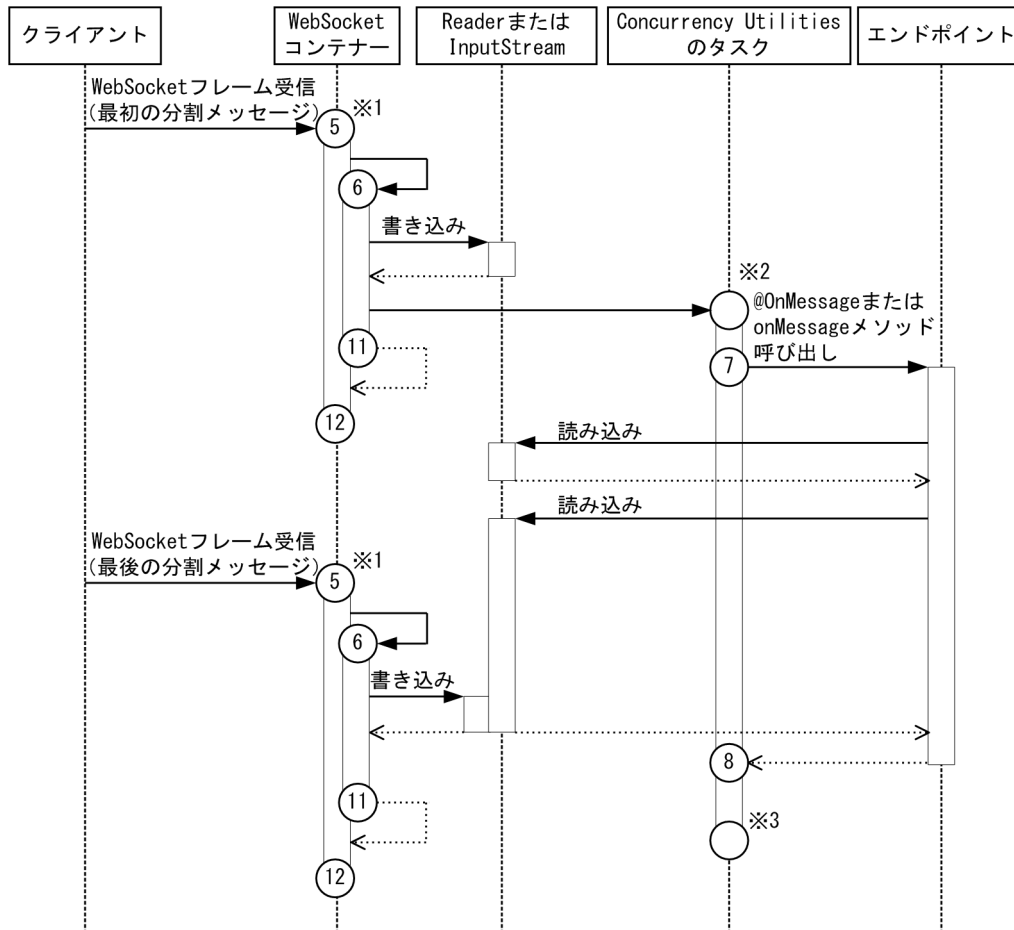 クライアント
WebSocket
コンテナー
Readerまたは
InputStream
Concurrency Utilities
のタスク
エンドポイント
WebSocketフレーム受信
(最初の分割メッセージ)
※1
5
6
書き込み
※2
@OnMessageまたは
onMessageメソッド
呼び出し
11
7
12
読み込み
読み込み
WebSocketフレーム受信
(最後の分割メッセージ)
※1
5
6
書き込み
8
11
※3
12